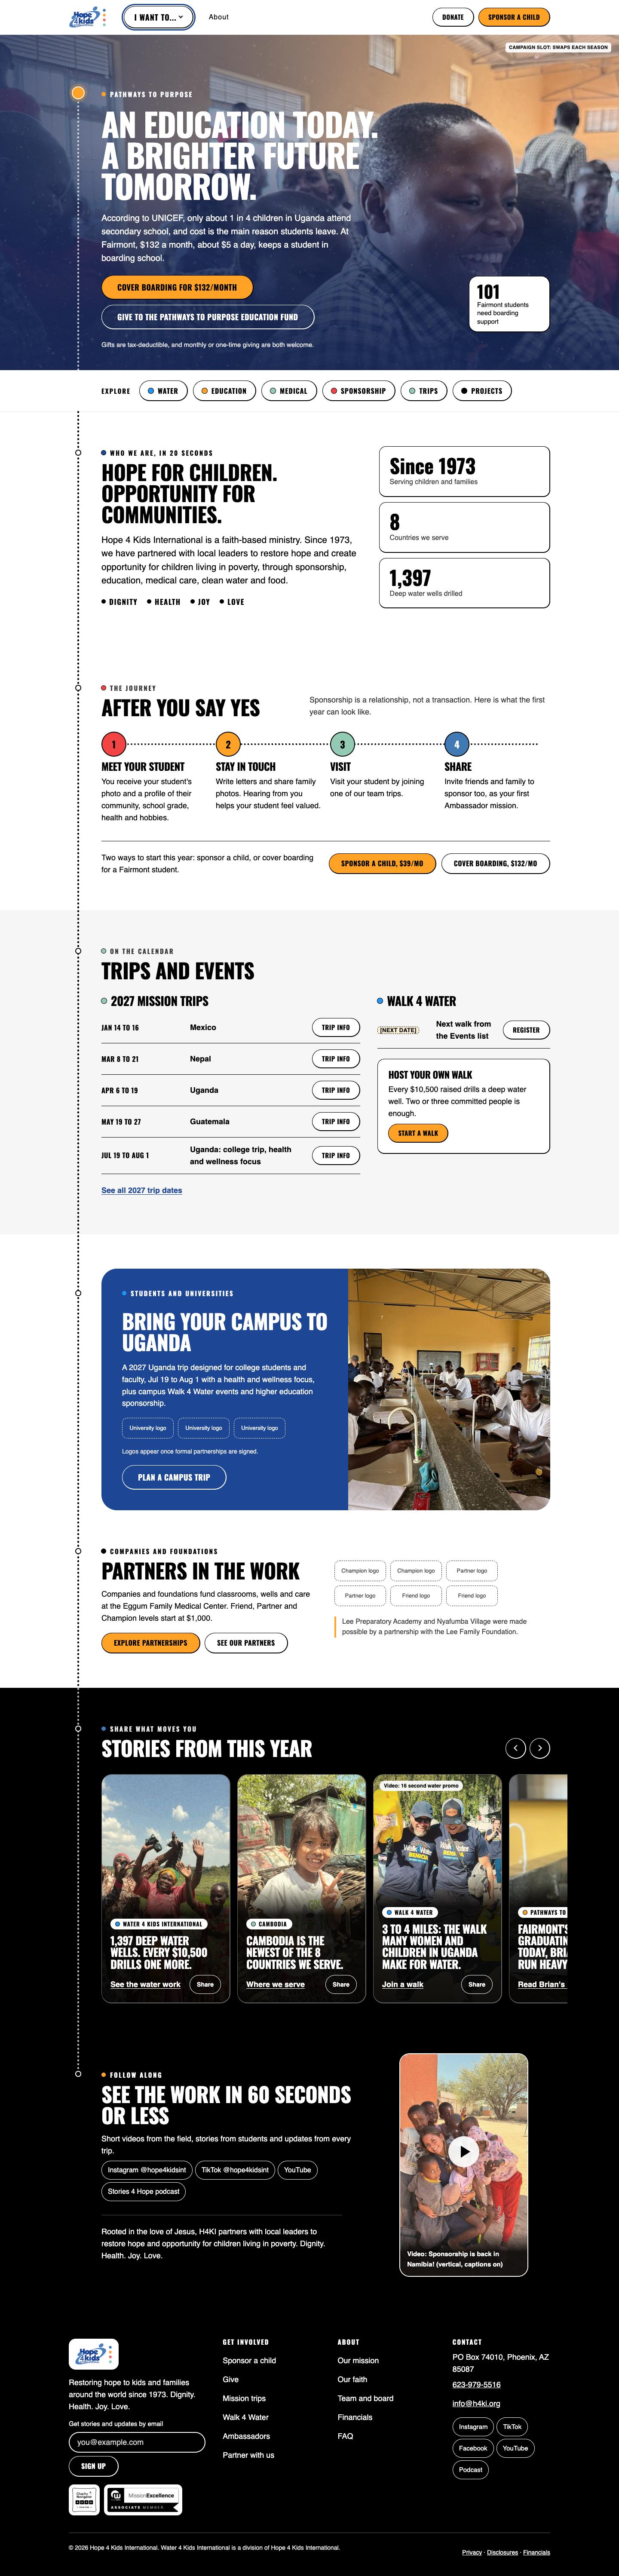 Hope 4kids
I WANT TO...
About
DONATE
SPONSOR A CHILD
CAMPAIGN SLOT: SWAPS EACH SEASON
PATHWAYS TO PURPOSE
AN EDUCATION TODAY.
A BRIGHTER FUTURE
TOMORROW.
According to UNICEF, only about 1 in 4 children in Uganda attend
secondary school, and cost is the main reason students leave. At
Fairmont, $132 a month, about $5 a day, keeps a student in
boarding school.
COVER BOARDING FOR $132/MONTH
GIVE TO THE PATHWAYS TO PURPOSE EDUCATION FUND
Gifts are tax-deductible, and monthly or one-time giving are both welcome.
101
Fairmont students
need boarding
support
EXPLORE
WATER
EDUCATION
MEDICAL
SPONSORSHIP
TRIPS
PROJECTS
WHO WE ARE, IN 20 SECONDS
HOPE FOR CHILDREN.
OPPORTUNITY FOR
COMMUNITIES.
Hope 4 Kids International is a faith-based ministry. Since 1973,
we have partnered with local leaders to restore hope and create
opportunity for children living in poverty, through sponsorship,
education, medical care, clean water and food.
DIGNITY
HEALTH
JOY
LOVE
Since 1973
Serving children and families
8
Countries we serve
1,397
Deep water wells drilled
THE JOURNEY
AFTER YOU SAY YES
Sponsorship is a relationship, not a transaction. Here is what the first
year can look like.
1
MEET YOUR STUDENT
You receive your student's
photo and a profile of their
community, school grade,
health and hobbies.
2
STAY IN TOUCH
Write letters and share family
photos. Hearing from you
helps your student feel valued.
3
VISIT
Visit your student by joining
one of our team trips.
4
SHARE
Invite friends and family to
sponsor too, as your first
Ambassador mission.
Two ways to start this year: sponsor a child, or cover boarding
for a Fairmont student.
SPONSOR A CHILD, $39/MO
COVER BOARDING, $132/MO
ON THE CALENDAR
TRIPS AND EVENTS
2027 MISSION TRIPS
JAN 14 TO 16 Mexico TRIP INFO
MAR 8 TO 21 Nepal TRIP INFO
APR 6 TO 19 Uganda TRIP INFO
MAY 19 TO 27 Guatemala TRIP INFO
JUL 19 TO AUG 1 Uganda: college trip, health
and wellness focus TRIP INFO
See all 2027 trip dates
WALK 4 WATER
[NEXT DATE]
Next walk from
the Events list
REGISTER
HOST YOUR OWN WALK
Every $10,500 raised drills a deep water
well. Two or three committed people is
enough.
START A WALK
STUDENTS AND UNIVERSITIES
BRING YOUR CAMPUS TO
UGANDA
A 2027 Uganda trip designed for college students and
faculty, Jul 19 to Aug 1 with a health and wellness focus,
plus campus Walk 4 Water events and higher education
sponsorship.
University logo
University logo
University logo
Logos appear once formal partnerships are signed.
PLAN A CAMPUS TRIP
COMPANIES AND FOUNDATIONS
PARTNERS IN THE WORK
Companies and foundations fund classrooms, wells and care
at the Eggum Family Medical Center. Friend, Partner and
Champion levels start at $1,000.
EXPLORE PARTNERSHIPS
SEE OUR PARTNERS
Champion logo
Champion logo
Partner logo
Partner logo
Friend logo
Friend logo
Lee Preparatory Academy and Nyafumba Village were made
possible by a partnership with the Lee Family Foundation.
SHARE WHAT MOVES YOU
STORIES FROM THIS YEAR
WATER 4 KIDS INTERNATIONAL
1,397 DEEP WATER
WELLS. EVERY $10,500
DRILLS ONE MORE.
See the water work
Share
CAMBODIA
CAMBODIA IS THE
NEWEST OF THE 8
COUNTRIES WE SERVE.
Where we serve
Share
Video: 16 second water promo
WALK 4 WATER
3 TO 4 MILES: THE WALK
MANY WOMEN AND
CHILDREN IN UGANDA
MAKE FOR WATER.
Join a walk
Share
PATHWAYS TO
FAIRMONT'S
GRADUATIN
TODAY, BRI
RUN HEAVY
Read Brian's
FOLLOW ALONG
SEE THE WORK IN 60 SECONDS
OR LESS
Short videos from the field, stories from students and updates from every
trip.
Instagram @hope4kidsint
TikTok @hope4kidsint
YouTube
Stories 4 Hope podcast
Rooted in the love of Jesus, H4KI partners with local leaders to
restore hope and opportunity for children living in poverty. Dignity.
Health. Joy. Love.
Video: Sponsorship is back in
Namibia! (vertical, captions on)
Hope 4kids
Restoring hope to kids and families
around the world since 1973. Dignity.
Health. Joy. Love.
Get stories and updates by email
you@example.com
SIGN UP
Charity Navigator
MissionExcellence
ASSOCIATE MEMBER
GET INVOLVED
Sponsor a child
Give
Mission trips
Walk 4 Water
Ambassadors
Partner with us
ABOUT
Our mission
Our faith
Team and board
Financials
FAQ
CONTACT
PO Box 74010, Phoenix, AZ
85087
623-979-5516
info@h4ki.org
Instagram
TikTok
Facebook
YouTube
Podcast
© 2026 Hope 4 Kids International. Water 4 Kids International is a division of Hope 4 Kids International.
Privacy · Disclosures · Financials